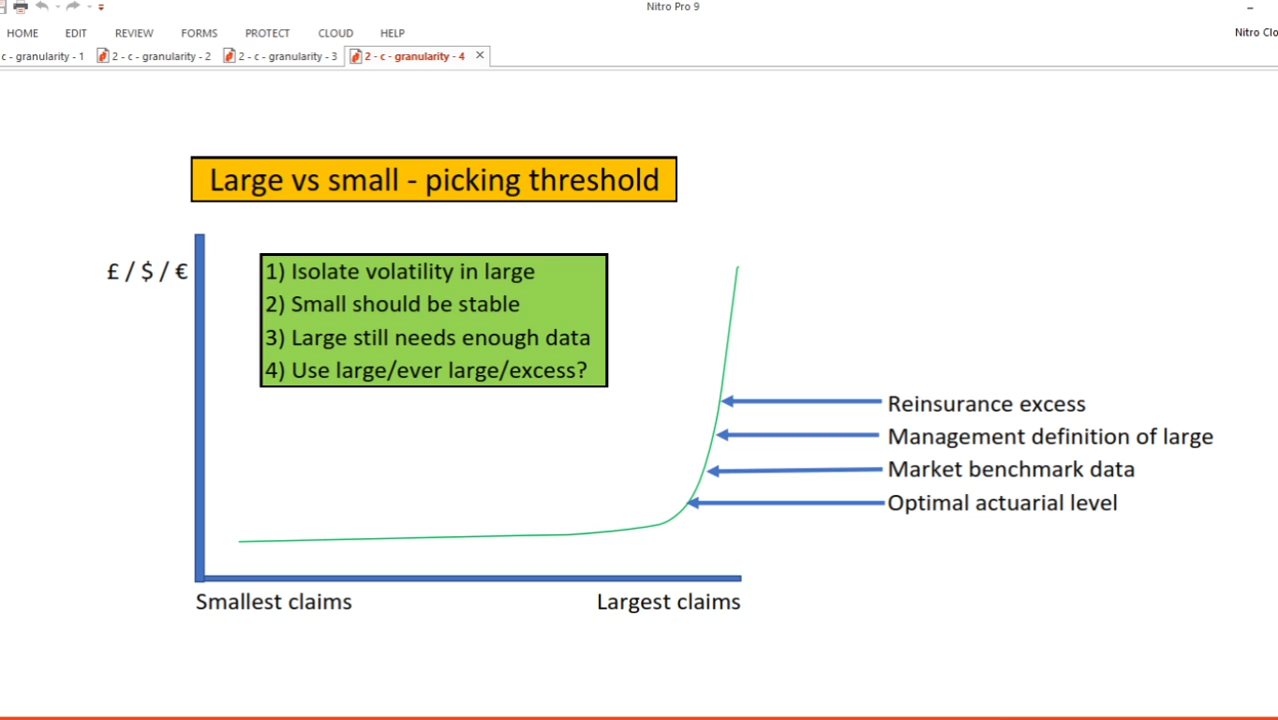 Nitro Pro 9
HOME EDIT REVIEW FORMS PROTECT CLOUD HELP
Nitro Clo
c - granularity - 1 2 - c - granularity - 2 2 - c - granularity - 3 2 - c - granularity - 4
Large vs small - picking threshold
£ / $ / €
1) Isolate volatility in large
2) Small should be stable
3) Large still needs enough data
4) Use large/ever large/excess?
Reinsurance excess
Management definition of large
Market benchmark data
Optimal actuarial level
Smallest claims
Largest claims